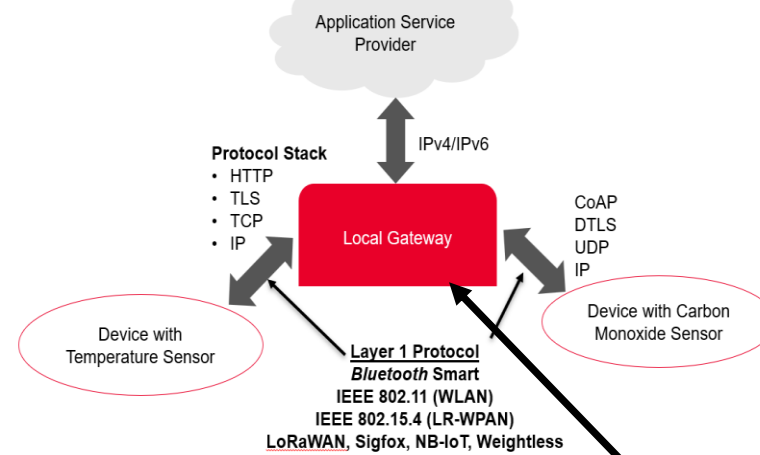 Application Service
Provider
IPv4/IPv6
Protocol Stack
• HTTP
• TLS
• TCP
• IP
Local Gateway
CoAP
DTLS
UDP
IP
Device with
Temperature Sensor
Device with Carbon
Monoxide Sensor
Layer 1 Protocol
Bluetooth Smart
IEEE 802.11 (WLAN)
IEEE 802.15.4 (LR-WPAN)
LoRaWAN, Sigfox, NB-IoT, Weightless